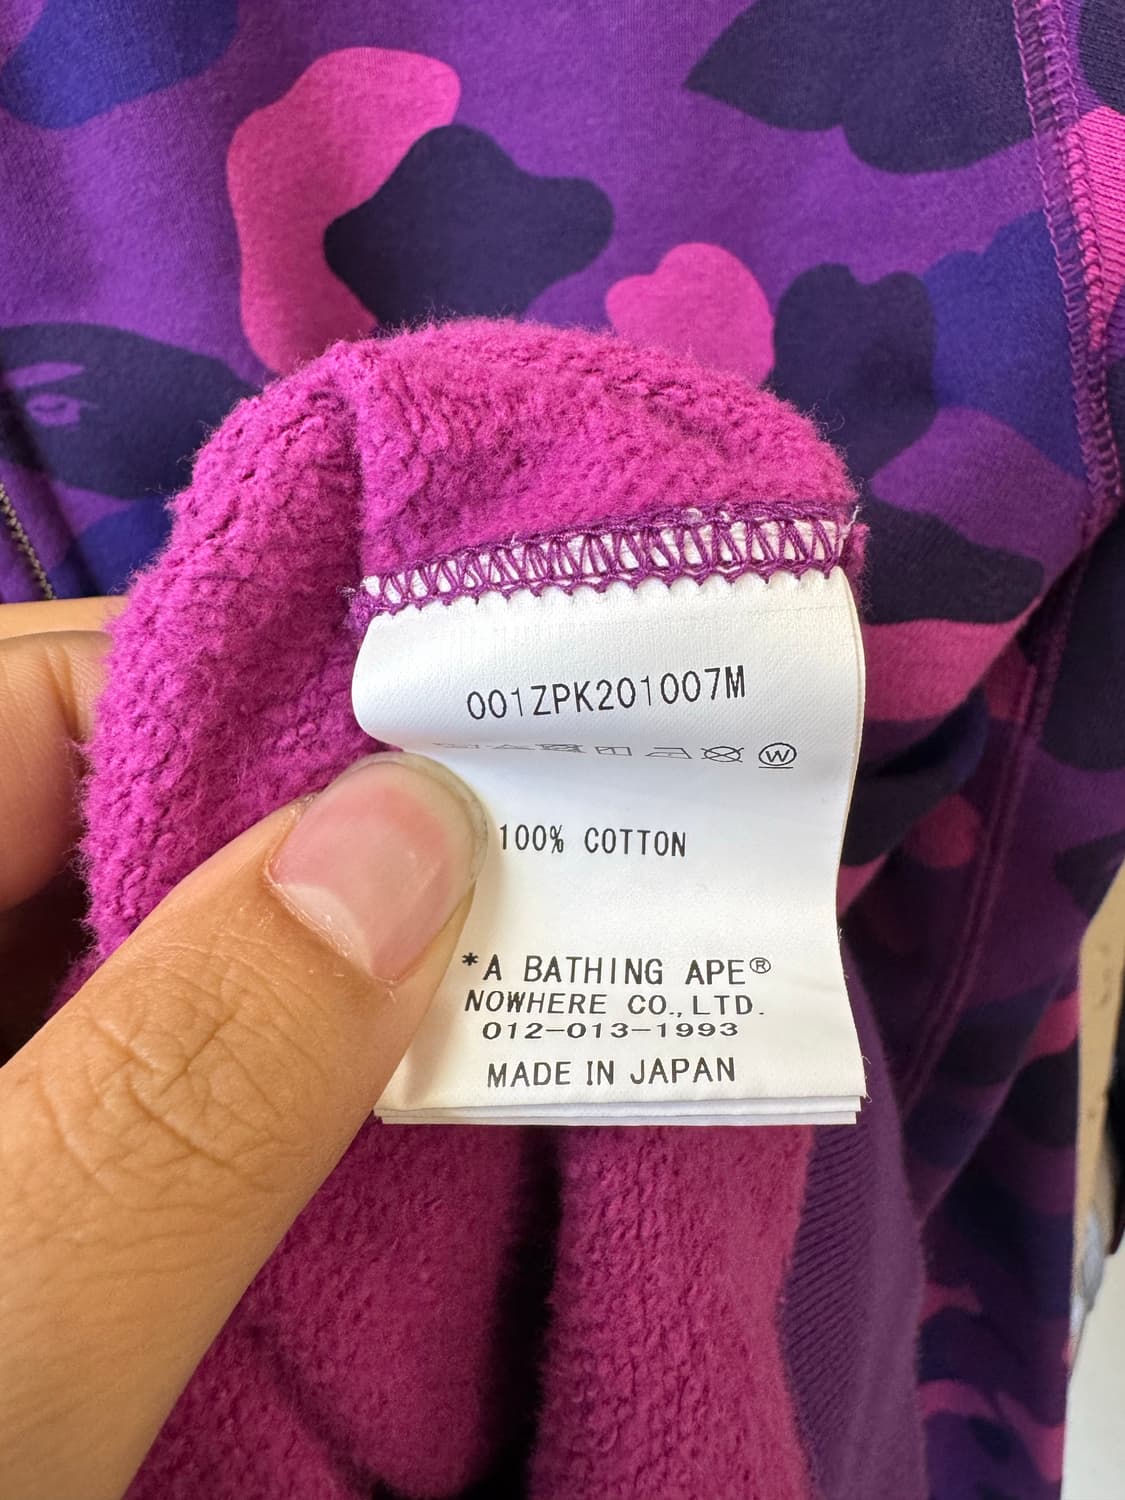 001ZPK201007M
W
100% COTTON
*A BATHING APE®
NOWHERE CO., LTD.
012-013-1993
MADE IN JAPAN